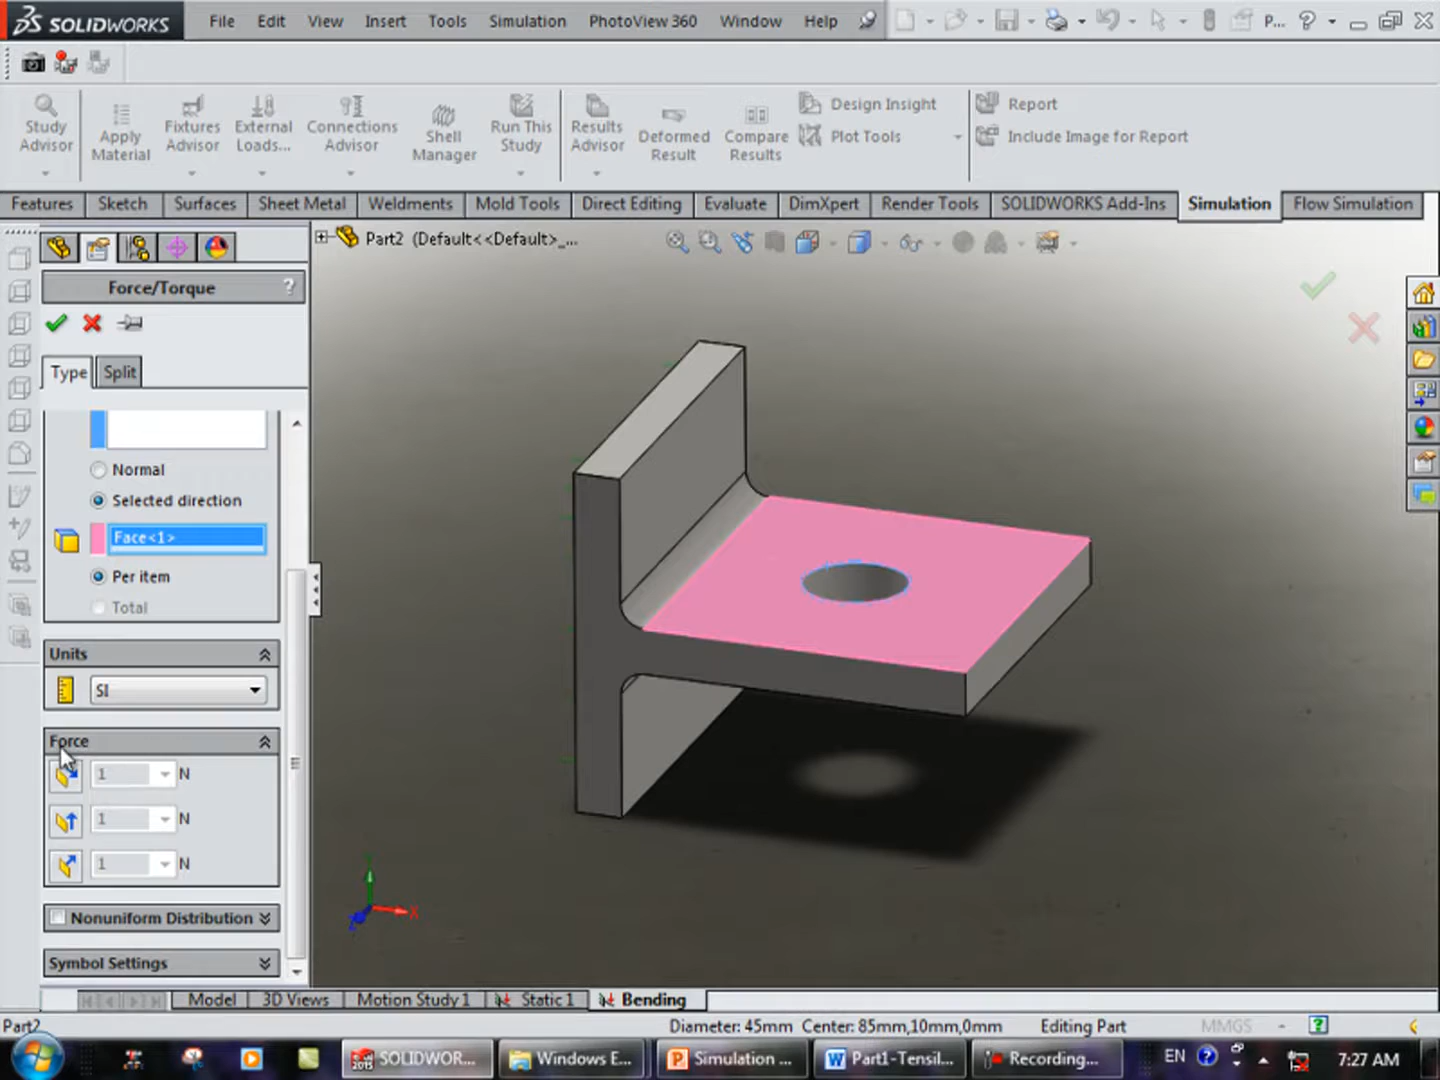 SOLIDWORKS File Edit View Insert Tools Simulation PhotoView 360 Window Help P... ?
Study Advisor
Apply Material
Fixtures Advisor
External Loads...
Connections Advisor
Shell Manager
Run This Study
Results Advisor
Deformed Result
Compare Results
Design Insight
Plot Tools
Report
Include Image for Report
Features Sketch Surfaces Sheet Metal Weldments Mold Tools Direct Editing Evaluate DimXpert Render Tools SOLIDWORKS Add-Ins Simulation Flow Simulation
Part2 (Default<<Default>_...
Force/Torque ?
Type Split
Normal
Selected direction
Face<1>
Per item
Total
Units
SI
Force
1 N
1 N
1 N
Nonuniform Distribution
Symbol Settings
X
Model 3D Views Motion Study 1 Static 1 Bending
Part2 Diameter: 45mm Center: 85mm,10mm,0mm Editing Part MMGS - ?
SOLIDWOR... Windows E... Simulation ... Part1-Tensil... Recording... EN ? 7:27 AM